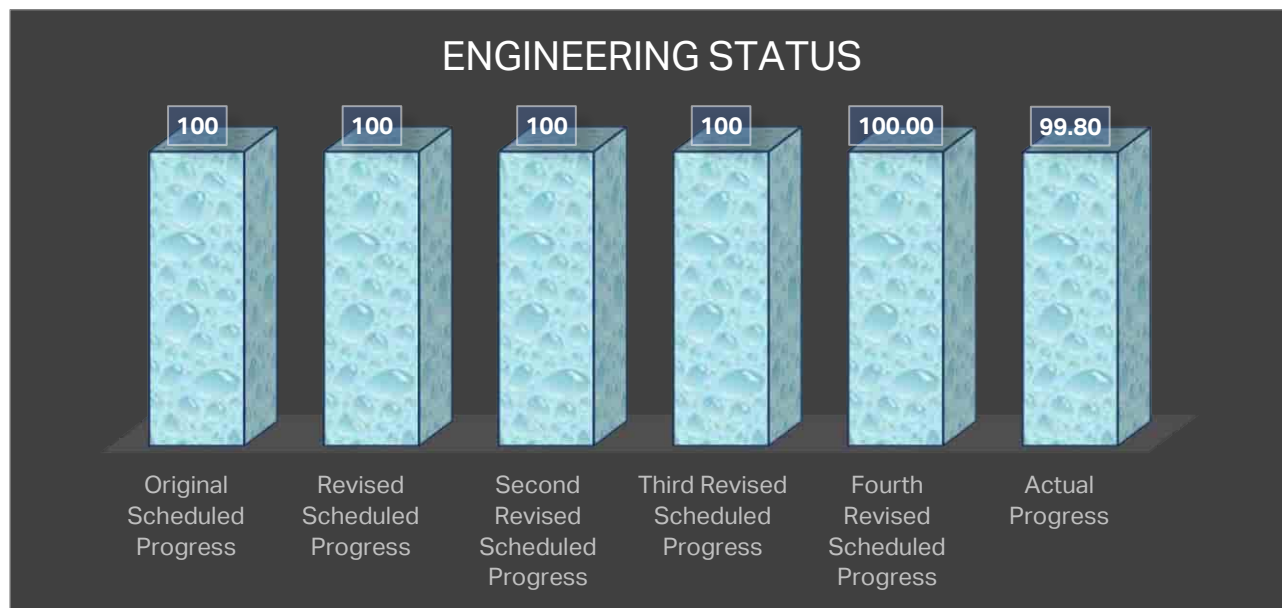 ENGINEERING STATUS
100
100
100
100
100.00
99.80
Original
Scheduled
Progress
Revised
Scheduled
Progress
Second
Revised
Scheduled
Progress
Third Revised
Scheduled
Progress
Fourth
Revised
Scheduled
Progress
Actual
Progress